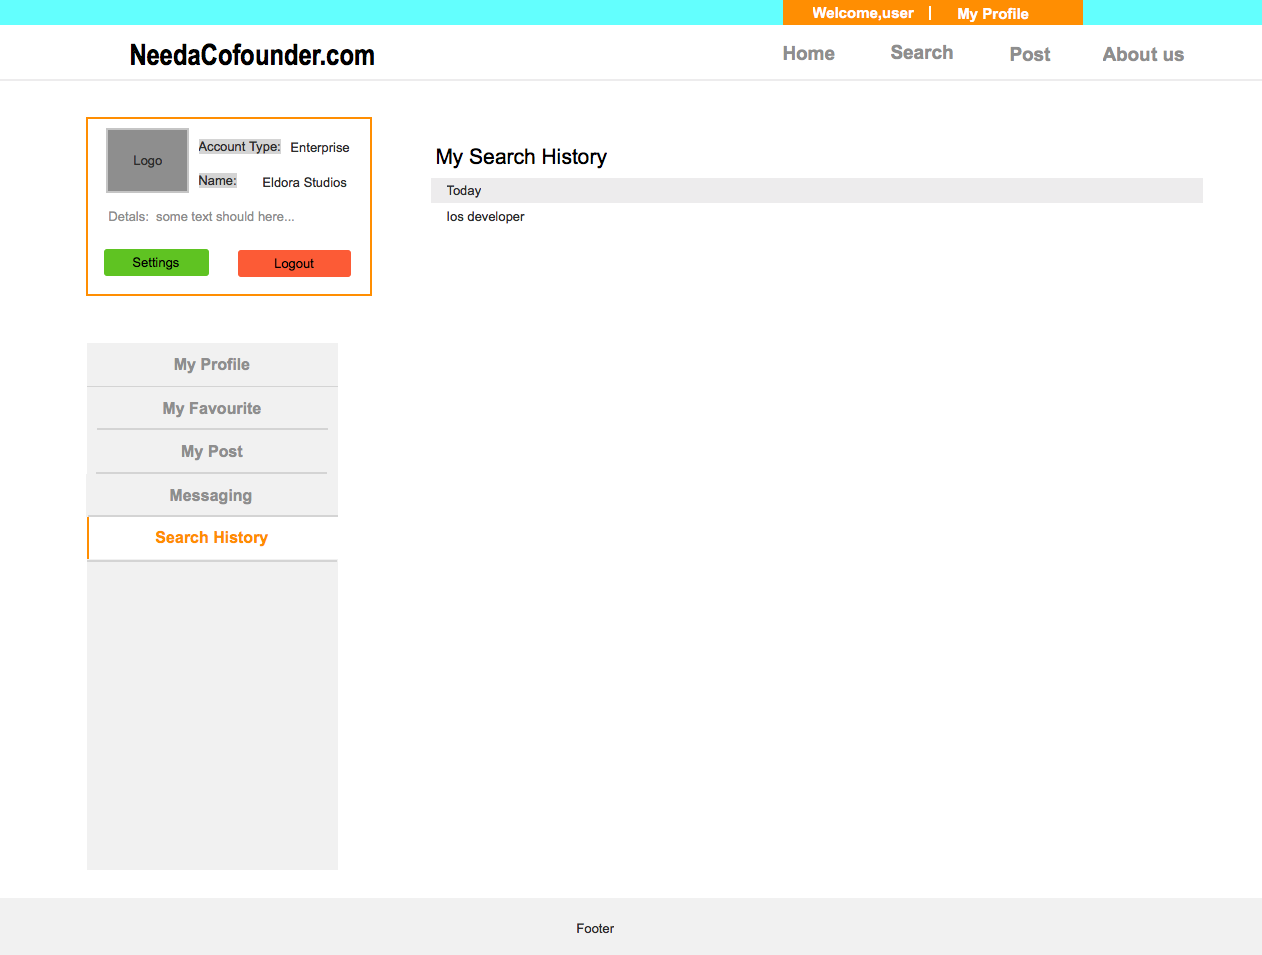 Welcome,user | My Profile
NeedaCofounder.com
Home Search Post About us
Logo
Account Type: Enterprise
Name: Eldora Studios
Detals: some text should here...
Settings Logout
My Search History
Today
Ios developer
My Profile
My Favourite
My Post
Messaging
Search History
Footer